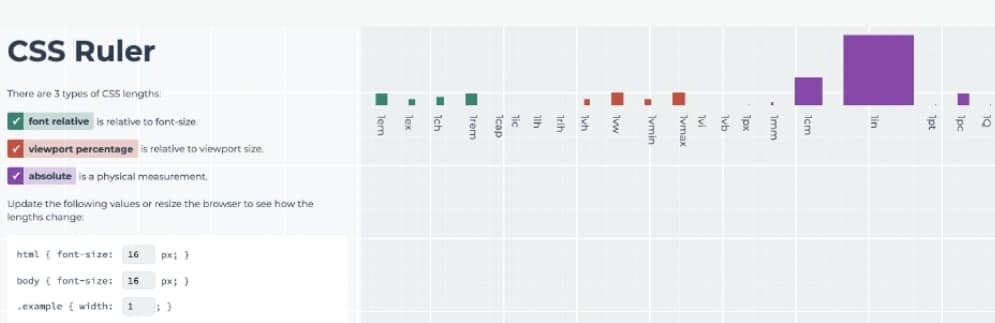 CSS Ruler
There are 3 types of CSS lengths:
✓ font relative is relative to font-size.
✓ viewport percentage is relative to viewport size.
✓ absolute is a physical measurement.
Update the following values or resize the browser to see how the
lengths change:
html { font-size: 16 px; }
body { font-size: 16 px; }
.example { width: 1 ; }
1em
1ex
1ch
1rem
1cap
1ic
1lh
1rlh
1vh
1vw
1vmin
1vmax
1vi
1vb
1px
1mm
1cm
1in
1pt
1pc
1Q